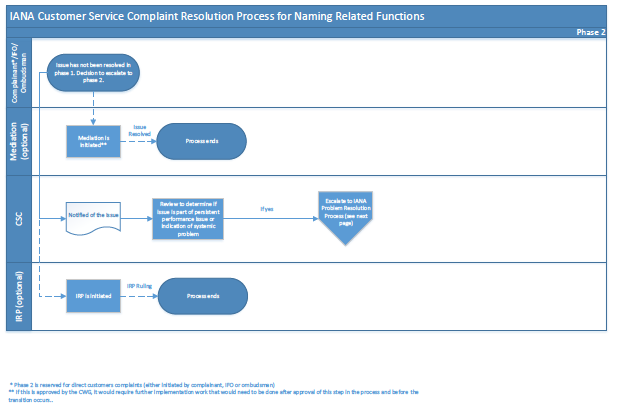 IANA Customer Service Complaint Resolution Process for Naming Related Functions
Phase 2
Complainant*/IFO/
Ombudsmen
Issue has not been resolved in
phase 1. Decision to escalate to
phase 2.
Mediation
(optional)
Mediation is
initiated**
Issue
Resolved
Process ends
CSC
Notified of the issue
Review to determine if
issue is part of persistent
performance issue or
indication of systemic
problem
If yes
Escalate to IANA
Problem Resolution
Process (see next
page)
IRP (optional)
IRP is initiated
IRP Ruling
Process ends
* Phase 2 is reserved for direct customers complaints (either initiated by complainant, IFO or ombudsman)
** If this is approved by the CWG, it would require further implementation work that would need to be done after approval of this step in the process and before the
transition occurs...